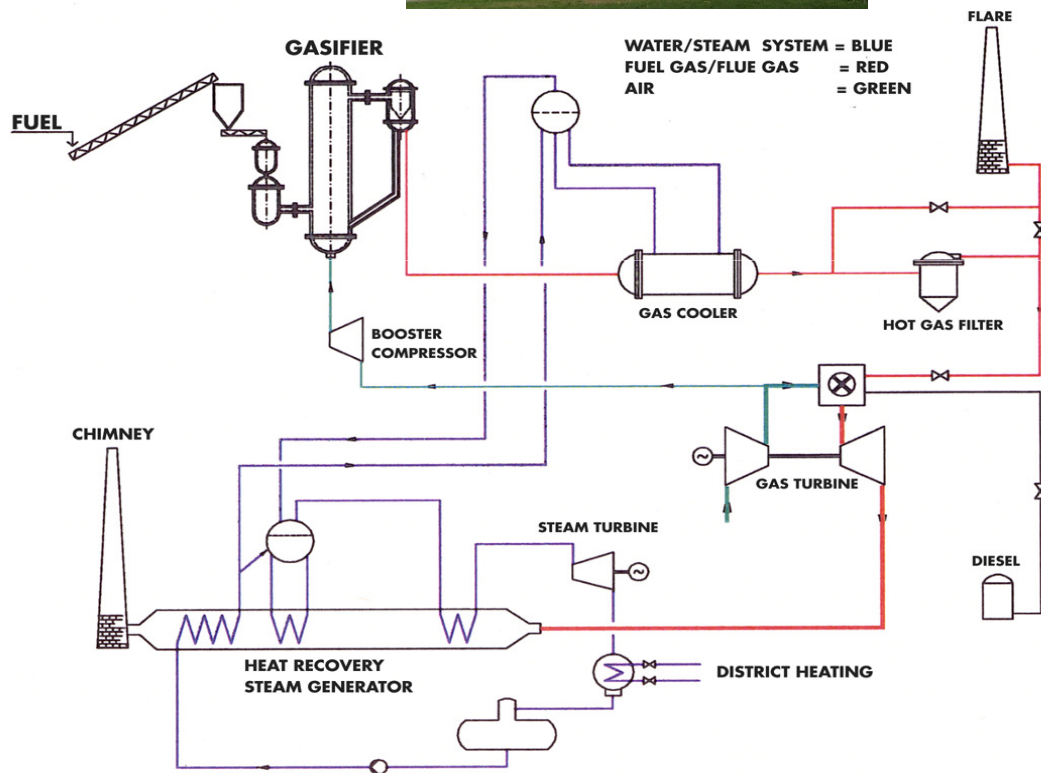 FLARE
GASIFIER
WATER/STEAM SYSTEM = BLUE
FUEL GAS/FLUE GAS = RED
AIR = GREEN
FUEL
GAS COOLER
HOT GAS FILTER
BOOSTER
COMPRESSOR
CHIMNEY
GAS TURBINE
STEAM TURBINE
DIESEL
HEAT RECOVERY
STEAM GENERATOR
DISTRICT HEATING